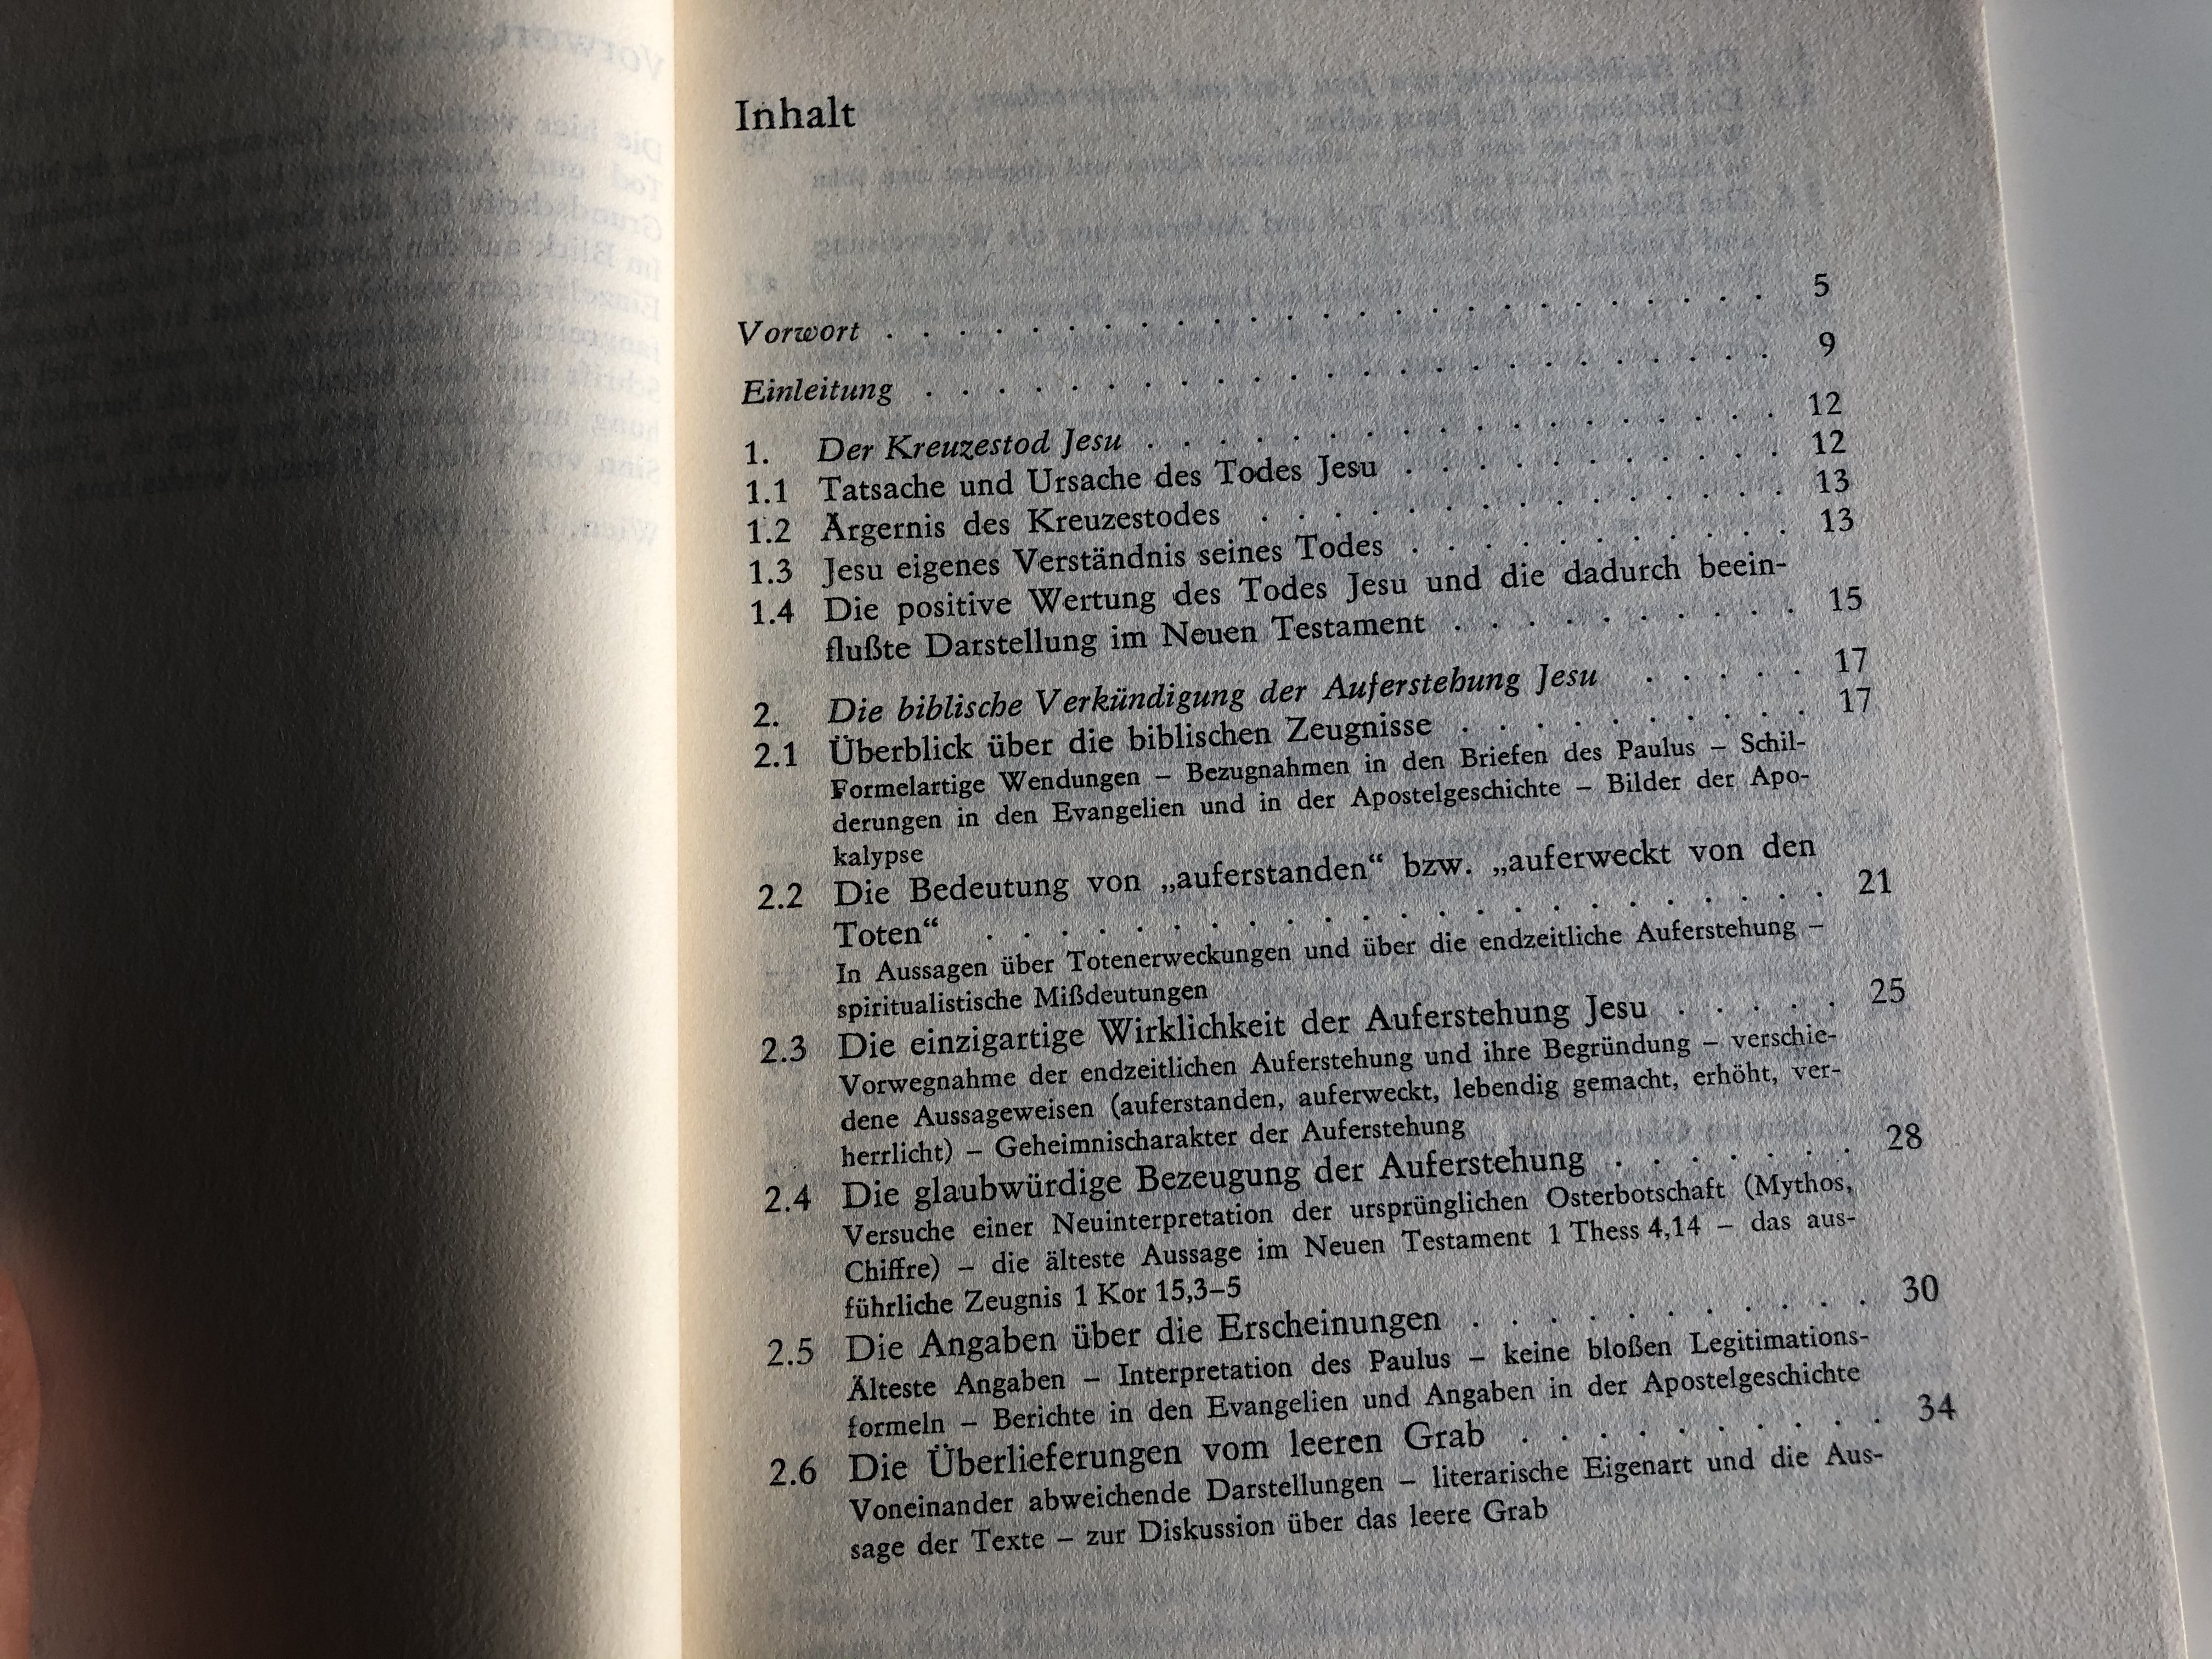 Inhalt
Vorwort . . . . . . . . . . . . . . . . . . . . . . . . 5
Einleitung . . . . . . . . . . . . . . . . . . . . . . . 9
1. Der Kreuzestod Jesu . . . . . . . . . . . . . . . . . 12
1.1 Tatsache und Ursache des Todes Jesu . . . . . . . . . . . 12
1.2 Ärgernis des Kreuzestodes . . . . . . . . . . . . . . . 13
1.3 Jesu eigenes Verständnis seines Todes . . . . . . . . . . . 13
1.4 Die positive Wertung des Todes Jesu und die dadurch beein-
flußte Darstellung im Neuen Testament . . . . . . . . . . 15
2. Die biblische Verkündigung der Auferstehung Jesu . . . . . 17
2.1 Überblick über die biblischen Zeugnisse . . . . . . . . . . 17
Formelartige Wendungen – Bezugnahmen in den Briefen des Paulus – Schil-
derungen in den Evangelien und in der Apostelgeschichte – Bilder der Apo-
kalypse
2.2 Die Bedeutung von „auferstanden“ bzw. „auferweckt von den
Toten“ . . . . . . . . . . . . . . . . . . . . . . . 21
In Aussagen über Totenerweckungen und über die endzeitliche Auferstehung –
spiritualistische Mißdeutungen
2.3 Die einzigartige Wirklichkeit der Auferstehung Jesu . . . . . 25
Vorwegnahme der endzeitlichen Auferstehung und ihre Begründung – verschie-
dene Aussageweisen (auferstanden, auferweckt, lebendig gemacht, erhöht, ver-
herrlicht) – Geheimnischarakter der Auferstehung
2.4 Die glaubwürdige Bezeugung der Auferstehung . . . . . . . 28
Versuche einer Neuinterpretation der ursprünglichen Osterbotschaft (Mythos,
Chiffre) – die älteste Aussage im Neuen Testament 1 Thess 4,14 – das aus-
führliche Zeugnis 1 Kor 15,3–5
2.5 Die Angaben über die Erscheinungen . . . . . . . . . . . 30
Älteste Angaben – Interpretation des Paulus – keine bloßen Legitimations-
formeln – Berichte in den Evangelien und Angaben in der Apostelgeschichte
2.6 Die Überlieferungen vom leeren Grab . . . . . . . . . . 34
Voneinander abweichende Darstellungen – literarische Eigenart und die Aus-
sage der Texte – zur Diskussion über das leere Grab